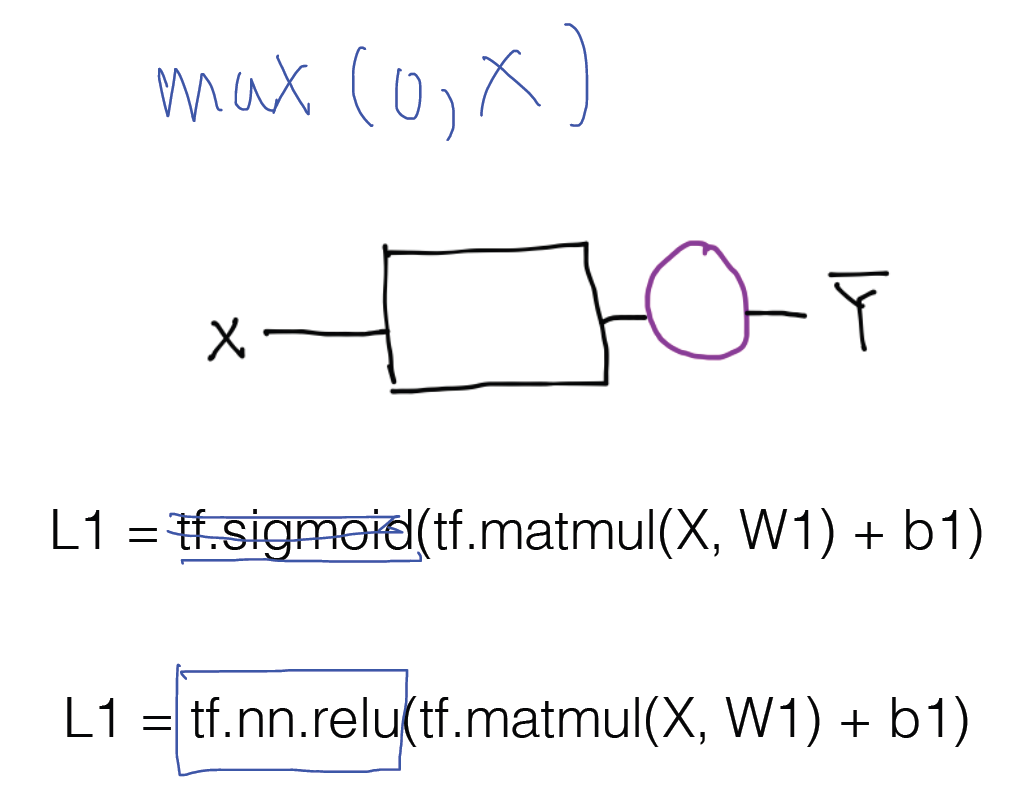 max (0, x)
X Y
L1 = tf.sigmoid(tf.matmul(X, W1) + b1)
L1 = tf.nn.relu(tf.matmul(X, W1) + b1)